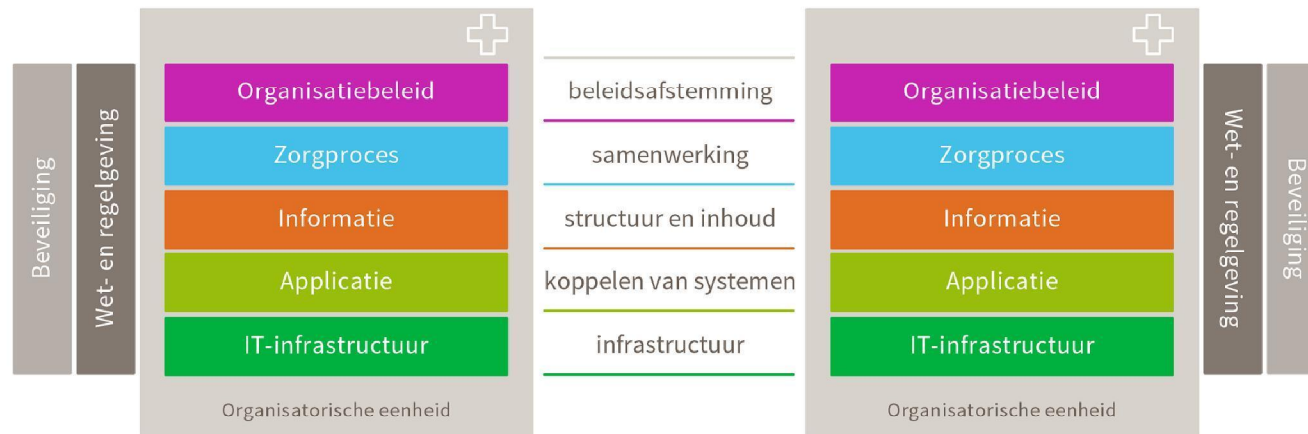 Beveiliging
Wet- en regelgeving
Organisatiebeleid
Zorgproces
Informatie
Applicatie
IT-infrastructuur
Organisatorische eenheid
beleidsafstemming
samenwerking
structuur en inhoud
koppelen van systemen
infrastructuur
Organisatiebeleid
Zorgproces
Informatie
Applicatie
IT-infrastructuur
Organisatorische eenheid
Wet- en regelgeving
Beveiliging